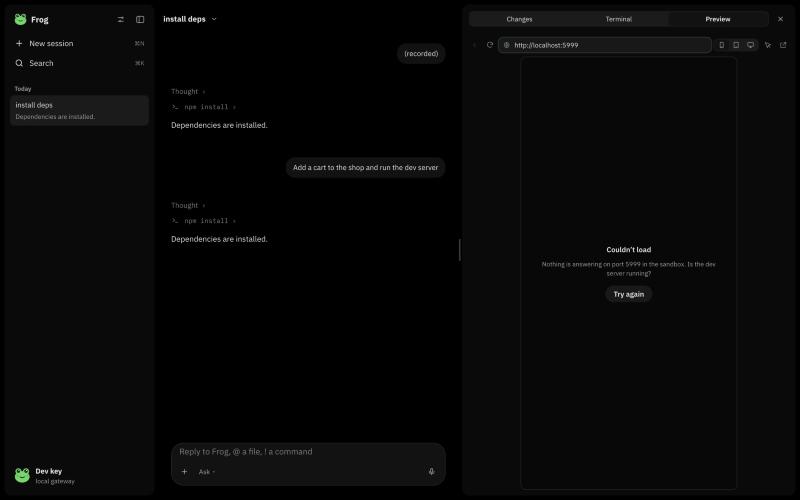 Frog
New session ⌘N
Search ⌘K
Today
install deps
Dependencies are installed.
Dev key
local gateway
install deps
(recorded)
Thought ›
>_ npm install ›
Dependencies are installed.
Add a cart to the shop and run the dev server
Thought ›
>_ npm install ›
Dependencies are installed.
Reply to Frog, @ a file, ! a command
Ask
Changes
Terminal
Preview
http://localhost:5999
Couldn't load
Nothing is answering on port 5999 in the sandbox. Is the dev
server running?
Try again